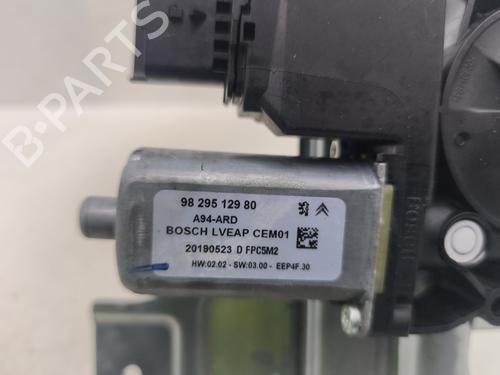 B-PARTS
98 295 129 80
A94-ARD
BOSCH LVEAP CEM01
20190523 D FPC5M2
HW:02.02 - SW:03.00 - EEP4F.30
BOSCH